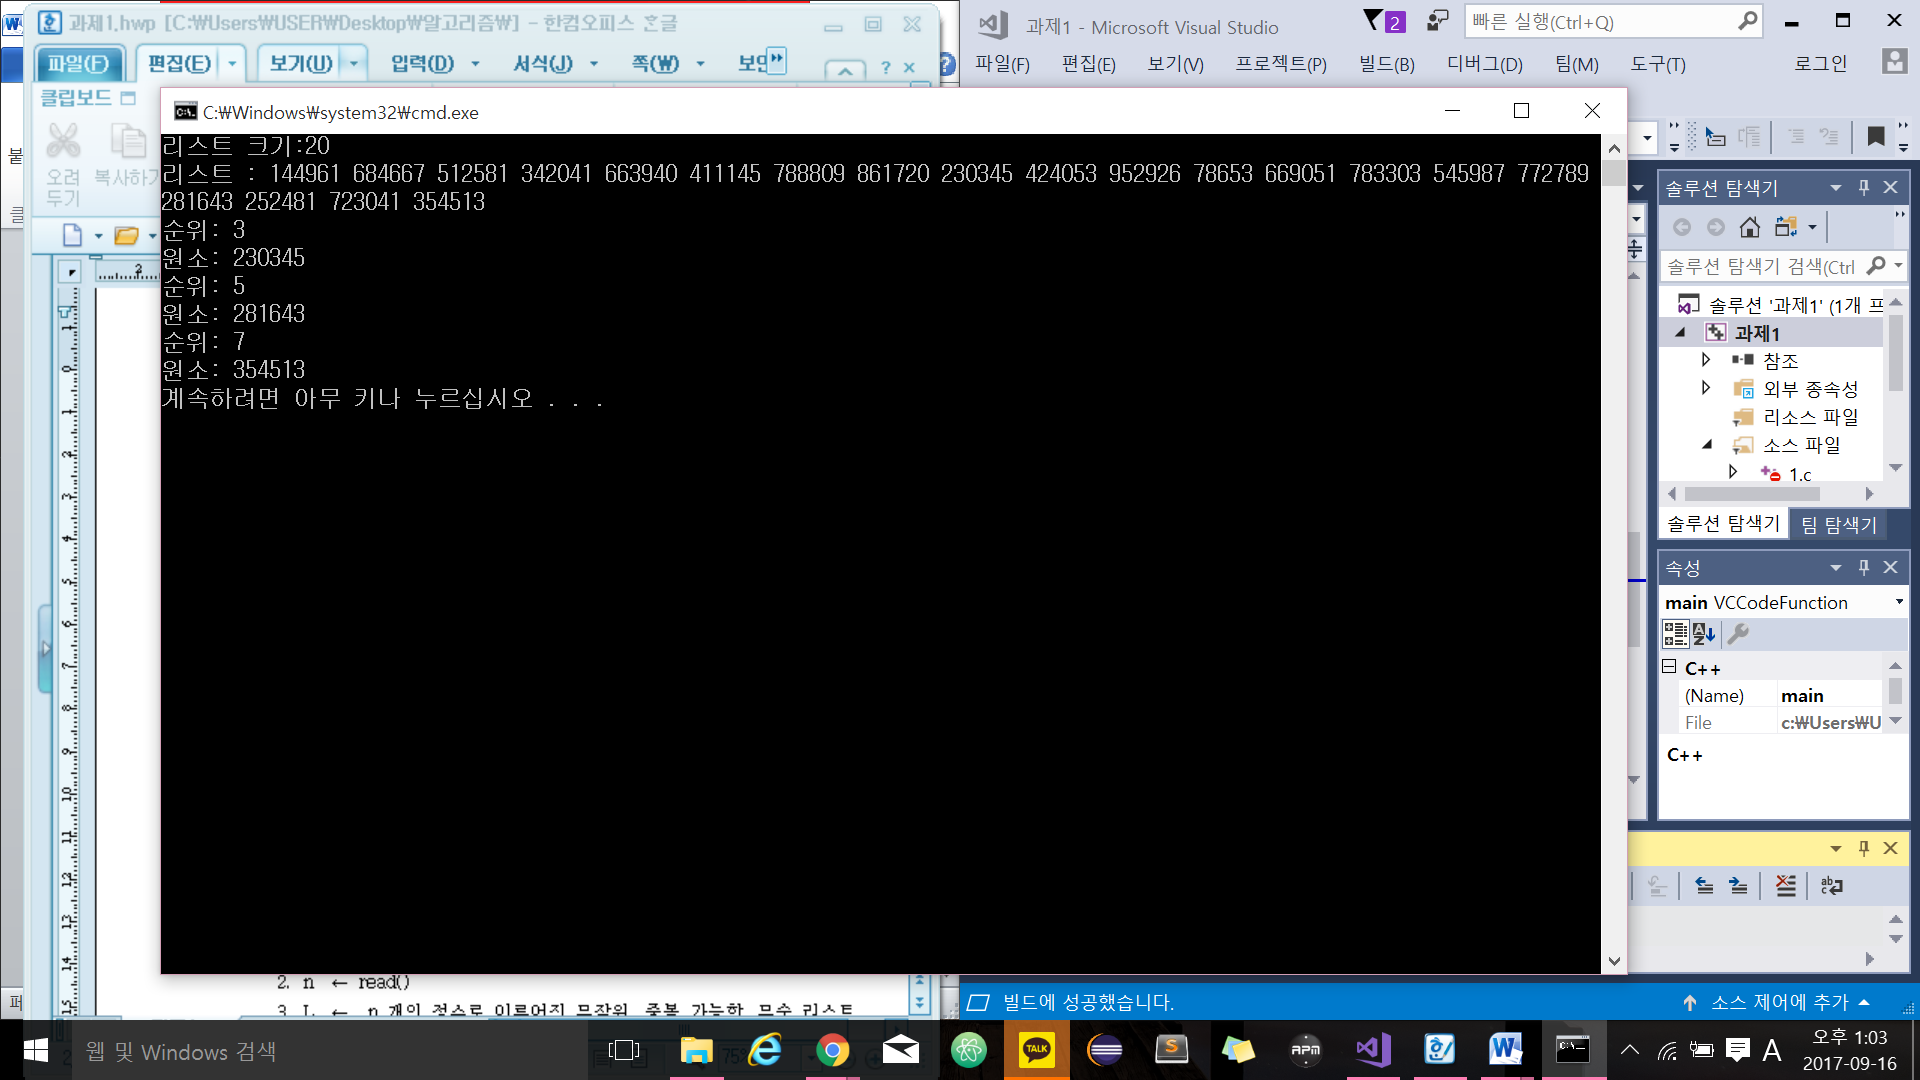 과제1.hwp [C:\Users\USER\Desktop\알고리즘\] - 한컴오피스 한글
파일(F) 편집(E) 보기(U) 입력(D) 서식(J) 쪽(W)
클립보드
오려
두기
복사하기
과제1 - Microsoft Visual Studio
2
빠른 실행(Ctrl+Q)
파일(F) 편집(E) 보기(V) 프로젝트(P) 빌드(B) 디버그(D) 팀(M) 도구(T) 로그인
C:\Windows\system32\cmd.exe
리스트 크기:20
리스트 : 144961 684667 512581 342041 663940 411145 788809 861720 230345 424053 952926 78653 669051 783303 545987 772789
281643 252481 723041 354513
순위: 3
원소: 230345
순위: 5
원소: 281643
순위: 7
원소: 354513
계속하려면 아무 키나 누르십시오 . . .
솔루션 탐색기
솔루션 탐색기 검색(Ctrl
솔루션 '과제1' (1개 프
과제1
참조
외부 종속성
리소스 파일
소스 파일
1.c
솔루션 탐색기 팀 탐색기
속성
main VCCodeFunction
C++
(Name) main
File c:\Users\U
C++
2. n ← read()
빌드에 성공했습니다.
소스 제어에 추가
웹 및 Windows 검색
TALK
APM
A
오후 1:03
2017-09-16